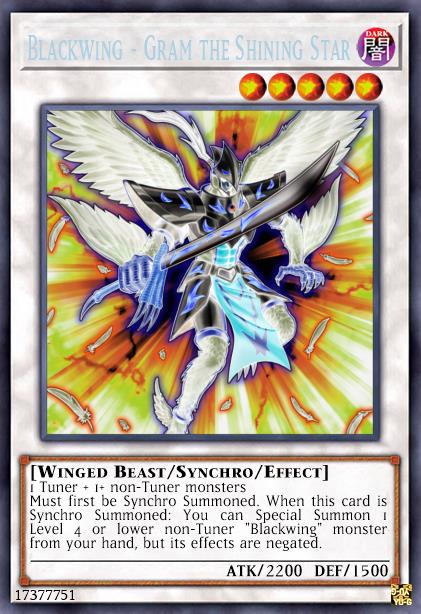 Blackwing - Gram the Shining Star
DARK
闇
[Winged Beast/Synchro/Effect]
1 Tuner + 1+ non-Tuner monsters
Must first be Synchro Summoned. When this card is
Synchro Summoned: You can Special Summon 1
Level 4 or lower non-Tuner "Blackwing" monster
from your hand, but its effects are negated.
ATK/2200 DEF/1500
17377751